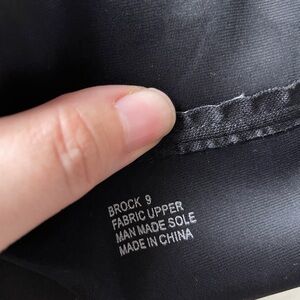 BROCK 9
FABRIC UPPER
MAN MADE SOLE
MADE IN CHINA